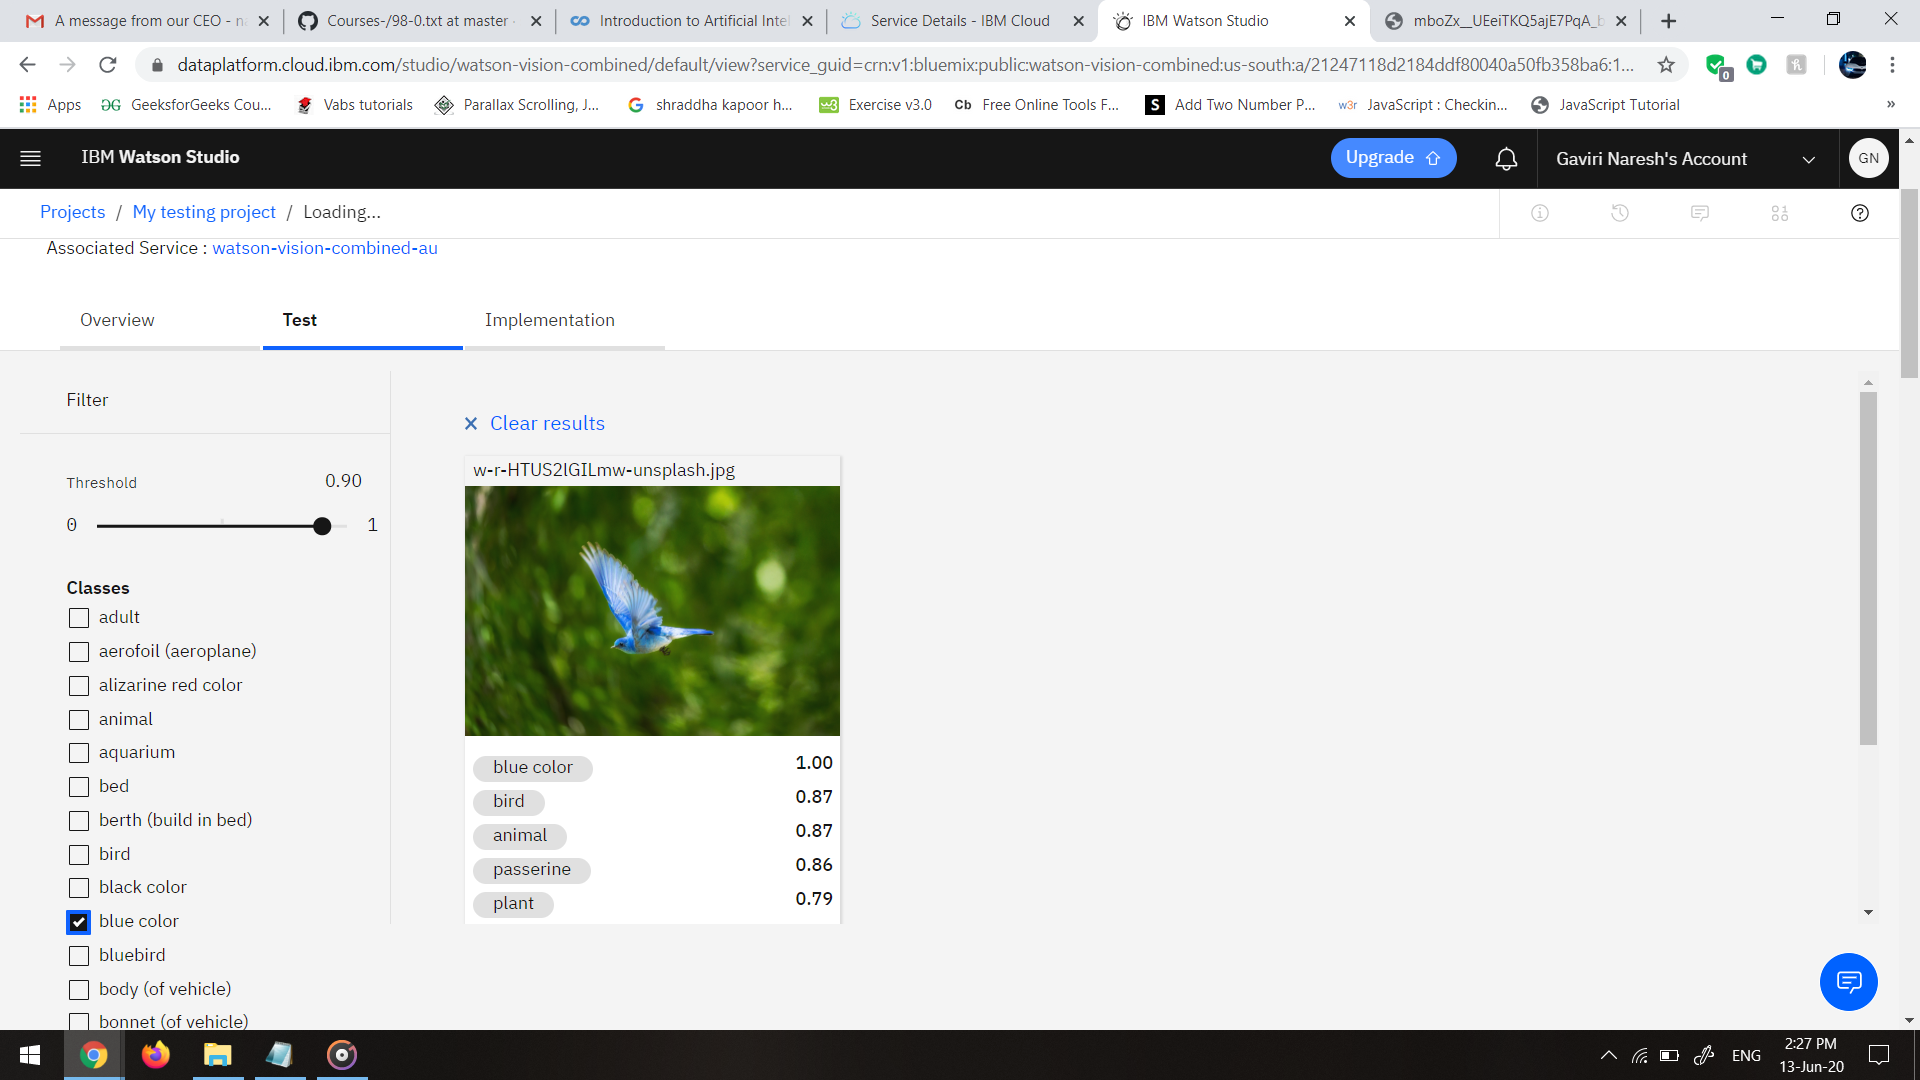 A message from our CEO - n
Courses-/98-0.txt at master
Introduction to Artificial Intel
Service Details - IBM Cloud
IBM Watson Studio
mboZx__UEeiTKQ5ajE7PqA_b
dataplatform.cloud.ibm.com/studio/watson-vision-combined/default/view?service_guid=crn:v1:bluemix:public:watson-vision-combined:us-south:a/21247118d2184ddf80040a50fb358ba6:1...
0
Apps
GeeksforGeeks Cou...
Vabs tutorials
Parallax Scrolling, J...
shraddha kapoor h...
Exercise v3.0
Cb Free Online Tools F...
S Add Two Number P...
w3r JavaScript : Checkin...
JavaScript Tutorial
»
IBM Watson Studio
Upgrade
Gaviri Naresh's Account
GN
Projects / My testing project / Loading...
Associated Service : watson-vision-combined-au
Overview
Test
Implementation
Filter
Threshold 0.90
0 1
Classes
adult
aerofoil (aeroplane)
alizarine red color
animal
aquarium
bed
berth (build in bed)
bird
black color
blue color
bluebird
body (of vehicle)
bonnet (of vehicle)
× Clear results
w-r-HTUS2lGILmw-unsplash.jpg
blue color 1.00
bird 0.87
animal 0.87
passerine 0.86
plant 0.79
ENG
2:27 PM
13-Jun-20